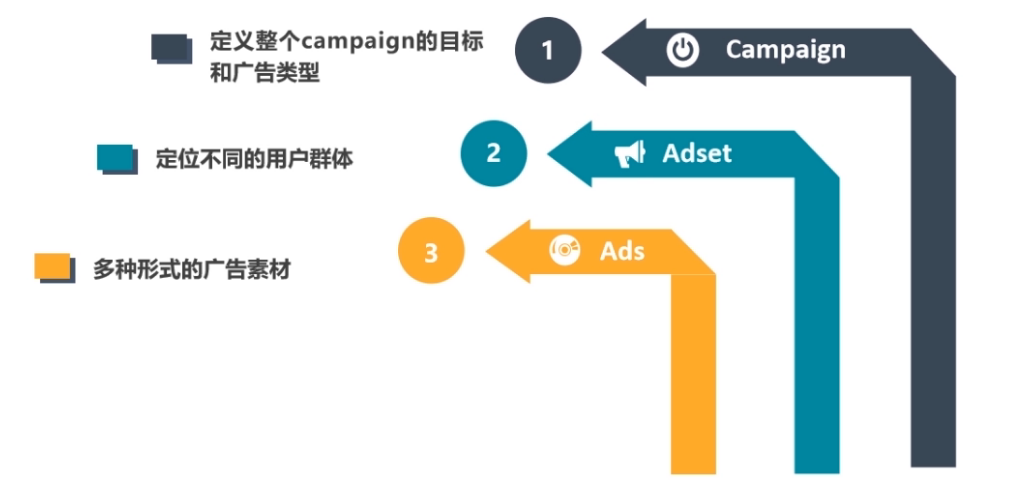 定义整个campaign的目标
和广告类型
1
Campaign
定位不同的用户群体
2
Adset
多种形式的广告素材
3
Ads